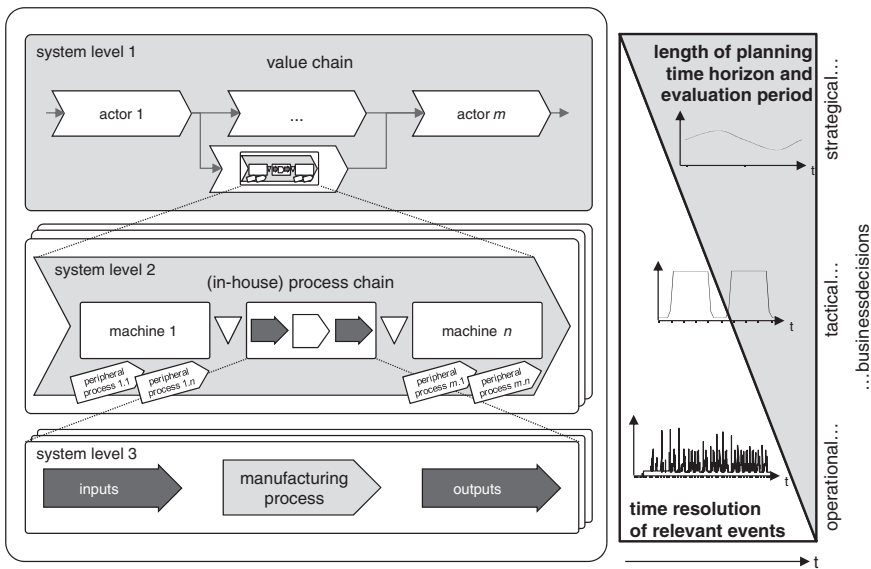 system level 1
value chain
actor 1
...
actor m
system level 2
(in-house) process chain
machine 1
machine n
peripheral
process 1.1
peripheral
process 1.n
peripheral
process m.1
peripheral
process m.n
system level 3
inputs
manufacturing
process
outputs
length of planning
time horizon and
evaluation period
t
t
t
time resolution
of relevant events
t
strategical...
tactical...
operational...
...businessdecisions